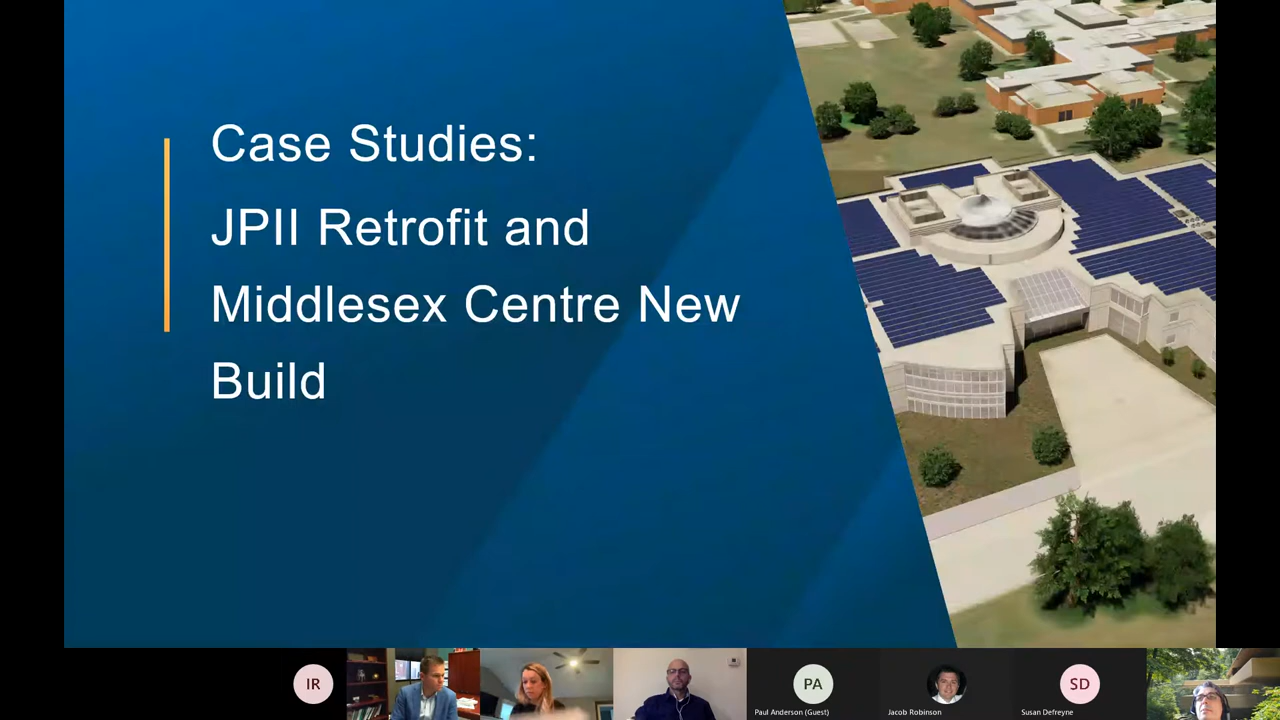 Case Studies:
JPII Retrofit and
Middlesex Centre New
Build
IR
PA
SD
Paul Anderson (Guest)
Jacob Robinson
Susan Defreyne